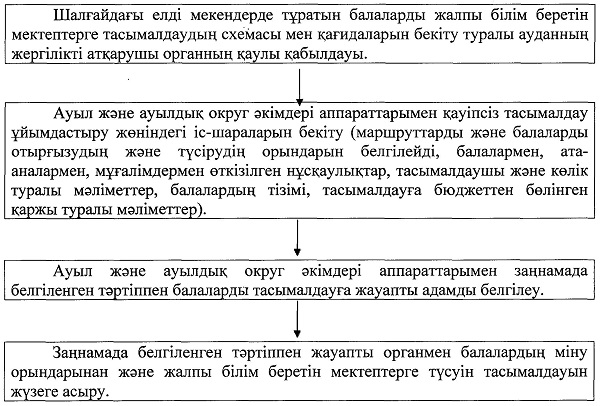 Шалғайдағы елді мекендерде тұратын балаларды жалпы білім беретін
мектептерге тасымалдаудың схемасы мен қағидаларын бекіту туралы ауданның
жергілікті атқарушы органның қаулы қабылдауы.
Ауыл және ауылдық округ әкімдері аппараттарымен қауіпсіз тасымалдау
ұйымдастыру жөніндегі іс-шараларын бекіту (маршруттарды және балаларды
отырғызудың және түсірудің орындарын белгілейді, балалармен, ата-
аналармен, мұғалімдермен өткізілген нұсқаулықтар, тасымалдаушы және көлік
туралы мәліметтер, балалардың тізімі, тасымалдауға бюджеттен бөлінген
қаржы туралы мәліметтер).
Ауыл және ауылдық округ әкімдері аппараттарымен заңнамада
белгіленген тәртіппен балаларды тасымалдауға жауапты адамды белгілеу.
Заңнамада белгіленген тәртіппен жауапты органмен балалардың міну
орындарынан және жалпы білім беретін мектептерге түсуін тасымалдауын
жүзеге асыру.